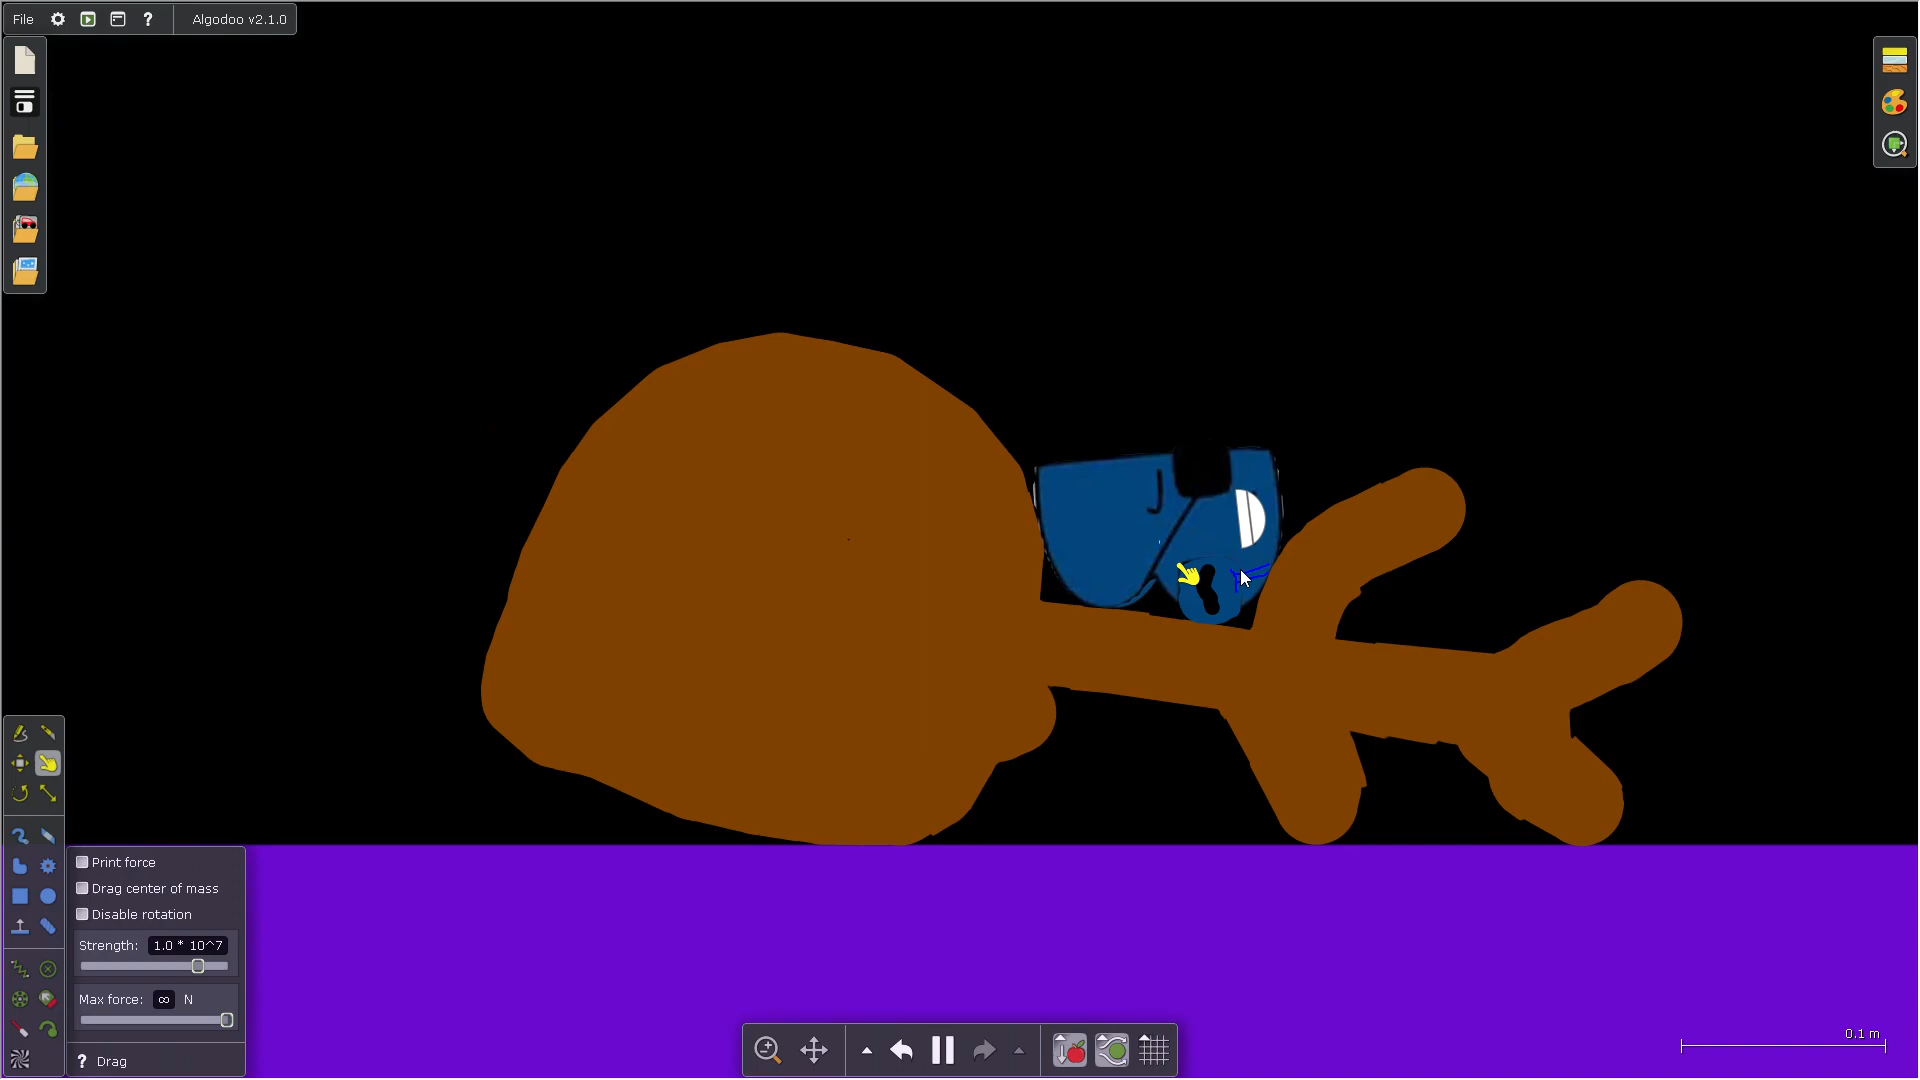 File ? Algodoo v2.1.0
Print force
Drag center of mass
Disable rotation
Strength: 1.0 * 10^7
Max force: ∞ N
? Drag
0.1 m